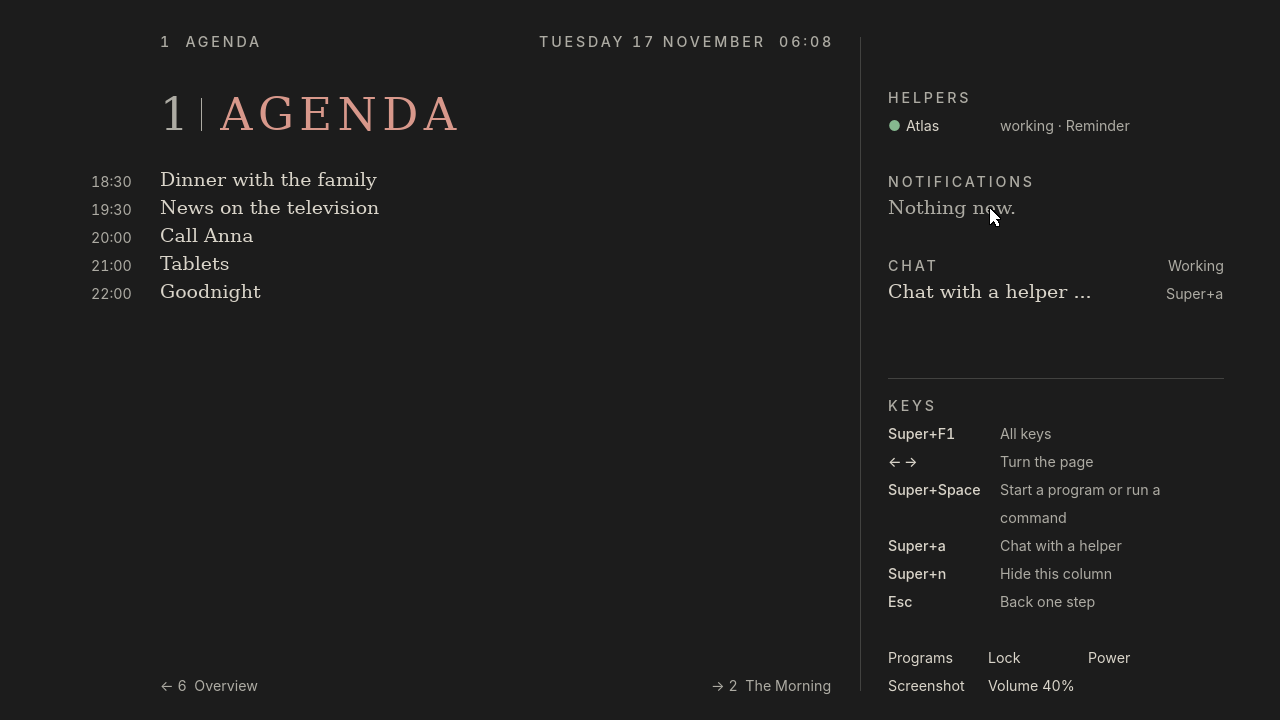 1 AGENDA
TUESDAY 17 NOVEMBER 06:08
1 AGENDA
18:30 Dinner with the family
19:30 News on the television
20:00 Call Anna
21:00 Tablets
22:00 Goodnight
← 6 Overview
→ 2 The Morning
HELPERS
Atlas working · Reminder
NOTIFICATIONS
Nothing now.
CHAT Working
Chat with a helper ... Super+a
KEYS
Super+F1 All keys
← → Turn the page
Super+Space Start a program or run a
command
Super+a Chat with a helper
Super+n Hide this column
Esc Back one step
Programs Lock Power
Screenshot Volume 40%